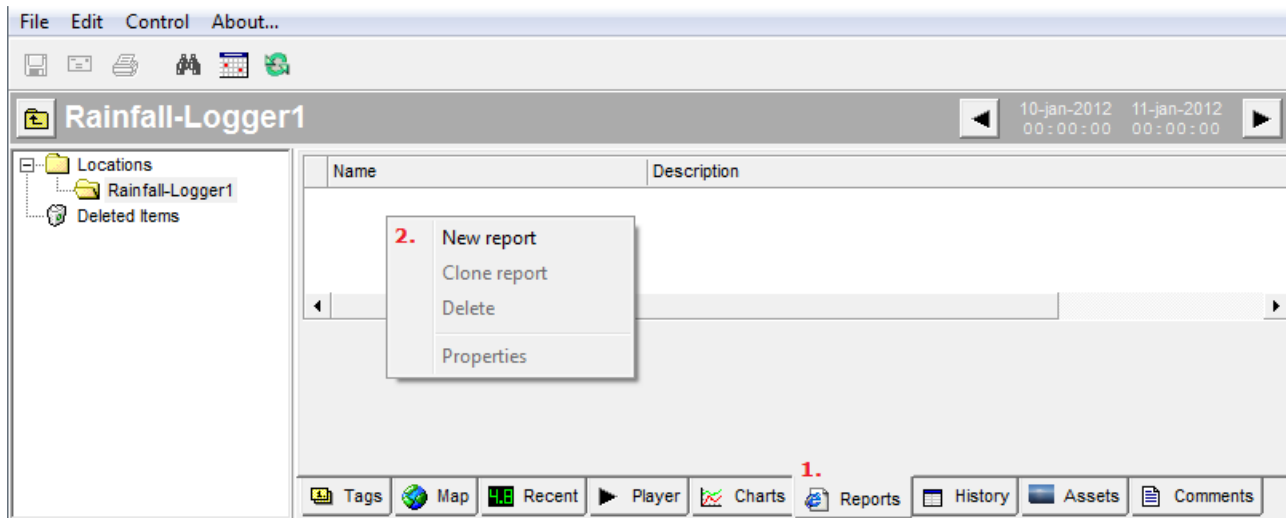 File Edit Control About...
Rainfall-Logger1
10-jan-2012 11-jan-2012
00:00:00 00:00:00
Locations
Rainfall-Logger1
Deleted Items
Name Description
2. New report
Clone report
Delete
Properties
1.
Tags Map 4.8 Recent Player Charts Reports History Assets Comments